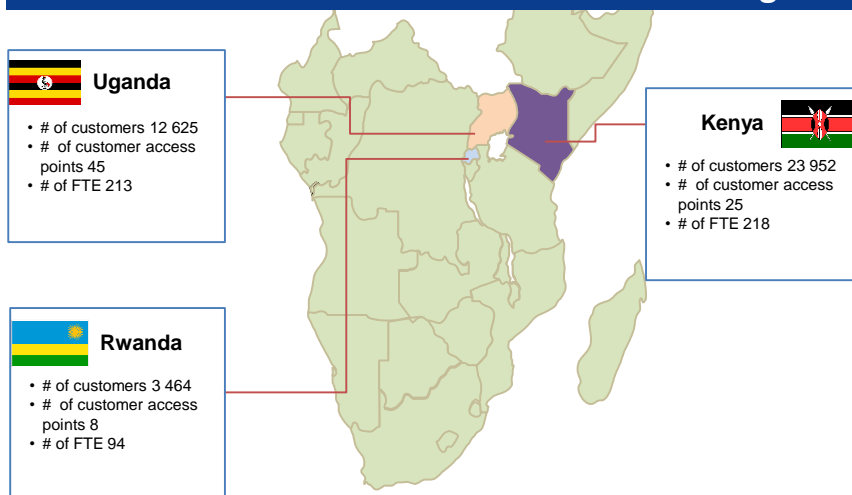 Uganda
• # of customers 12 625
• # of customer access
points 45
• # of FTE 213
Kenya
• # of customers 23 952
• # of customer access
points 25
• # of FTE 218
Rwanda
• # of customers 3 464
• # of customer access
points 8
• # of FTE 94